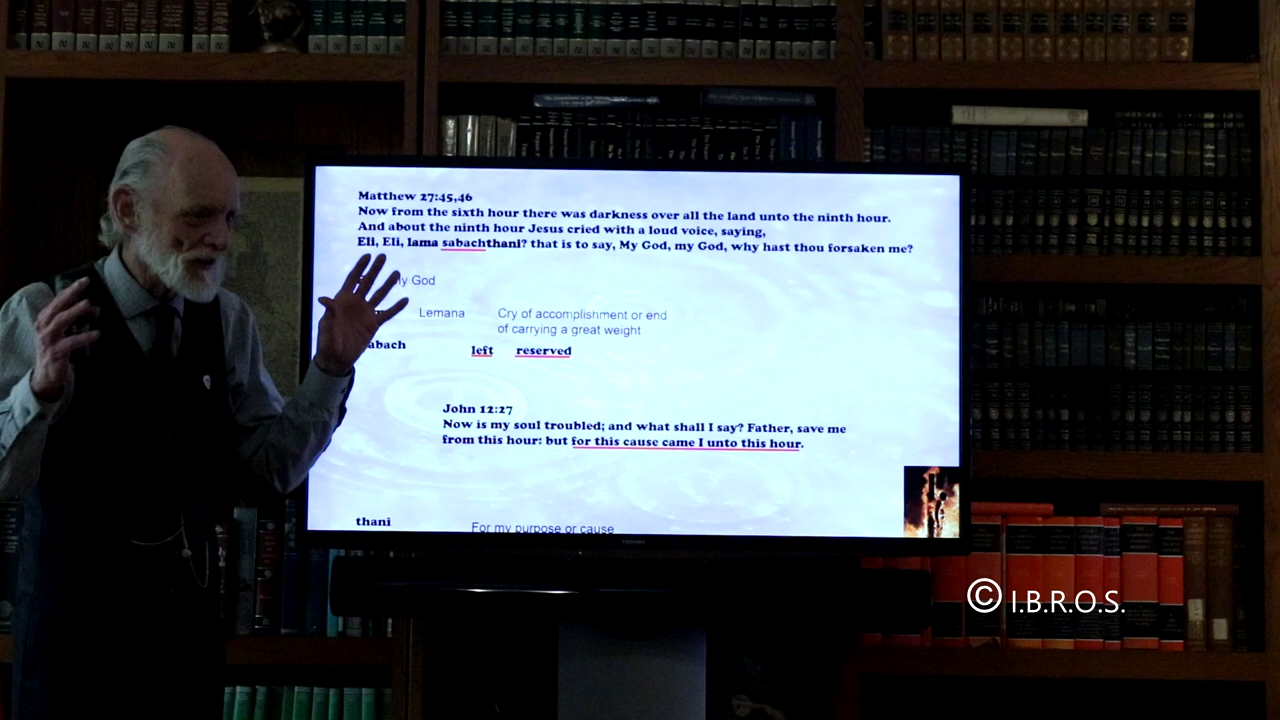 Matthew 27:45,46
Now from the sixth hour there was darkness over all the land unto the ninth hour.
And about the ninth hour Jesus cried with a loud voice, saying,
Eli, Eli, lama sabachthani? that is to say, My God, my God, why hast thou forsaken me?
God
Lemana Cry of accomplishment or end
of carrying a great weight
abach left reserved
John 12:27
Now is my soul troubled; and what shall I say? Father, save me
from this hour: but for this cause came I unto this hour.
thani For my purpose or cause
TOSHIBA
© I.B.R.O.S.